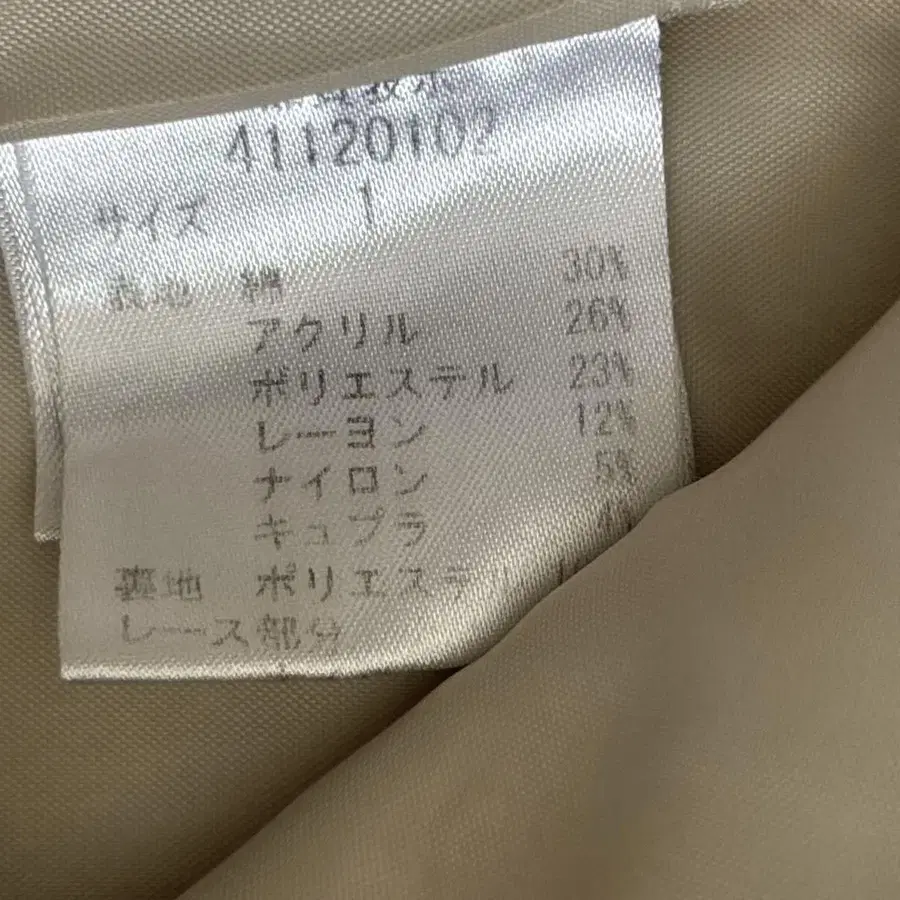 41120102
サイズ 1
表地 綿 30%
アクリル 26%
ポリエステル 23%
レーヨン 12%
ナイロン 5%
キュプラ 4
裏地 ポリエステル
レース部分